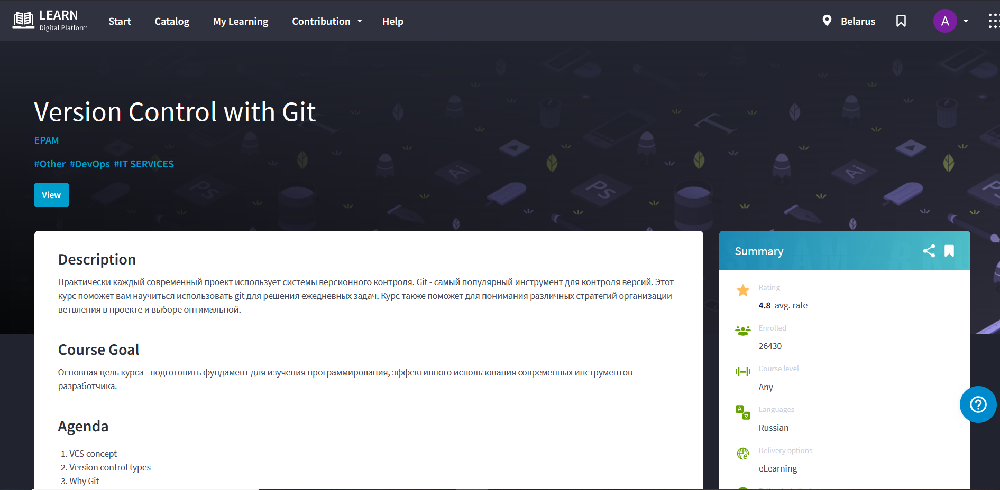 LEARN
Digital Platform
Start
Catalog
My Learning
Contribution
Help
Belarus
A
Version Control with Git
EPAM
#Other #DevOps #IT SERVICES
View
Description
Практически каждый современный проект использует системы версионного контроля. Git - самый популярный инструмент для контроля версий. Этот
курс поможет вам научиться использовать git для решения ежедневных задач. Курс также поможет для понимания различных стратегий организации
ветвления в проекте и выборе оптимальной.
Course Goal
Основная цель курса - подготовить фундамент для изучения программирования, эффективного использования современных инструментов
разработчика.
Agenda
1. VCS concept
2. Version control types
3. Why Git
Summary
Rating
4.8 avg. rate
Enrolled
26430
Course level
Any
Languages
Russian
Delivery options
eLearning
Ai
Ai
Ps
Ps